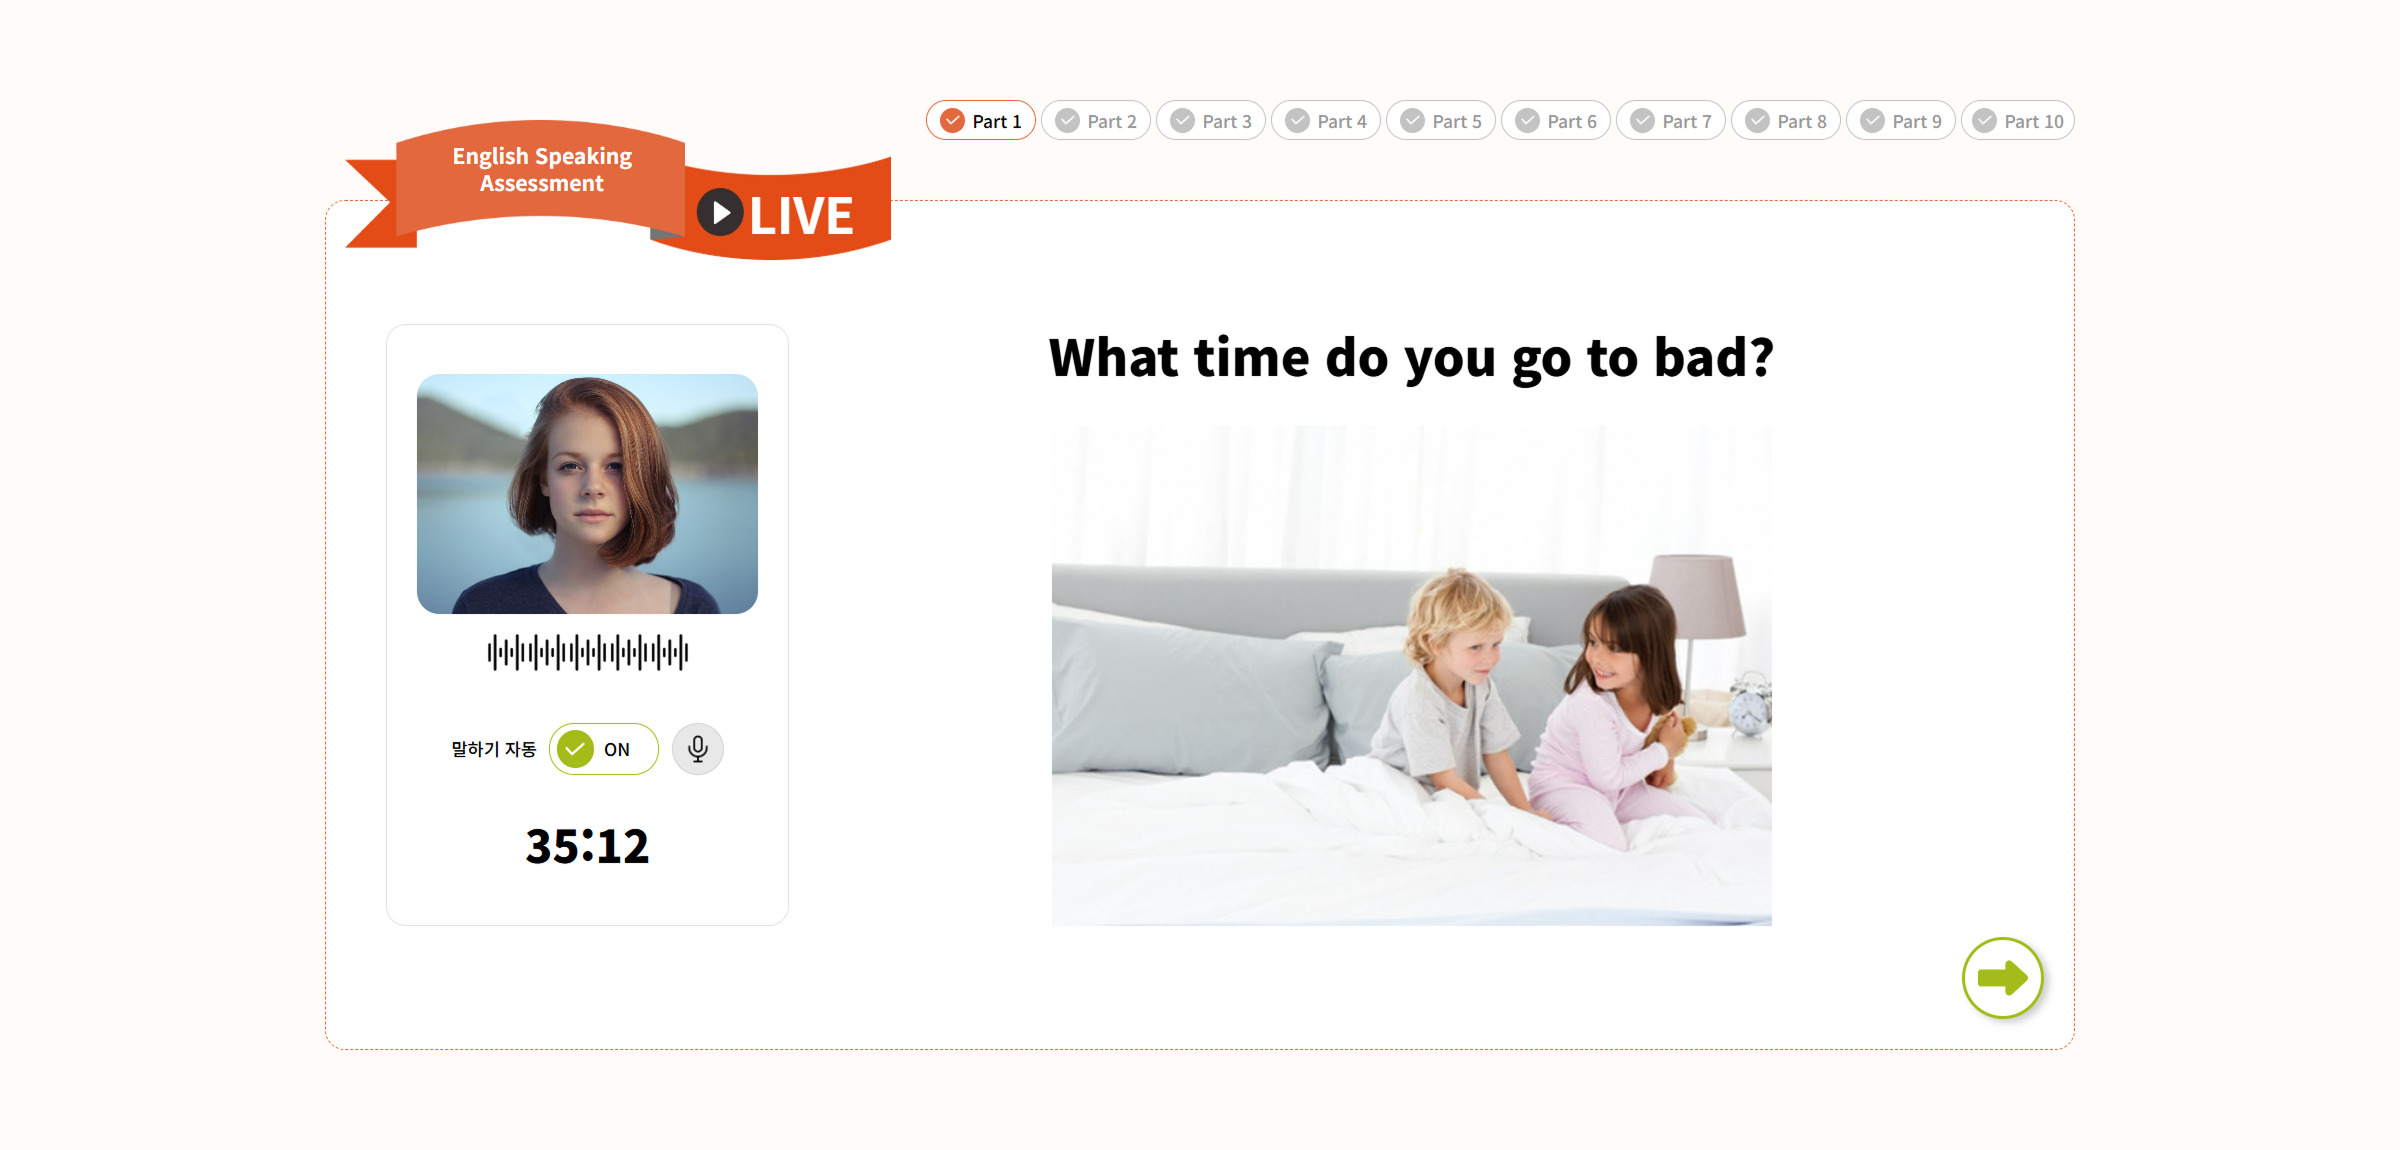 Part 1 Part 2 Part 3 Part 4 Part 5 Part 6 Part 7 Part 8 Part 9 Part 10
English Speaking
Assessment
LIVE
What time do you go to bad?
말하기 자동 ON
35:12